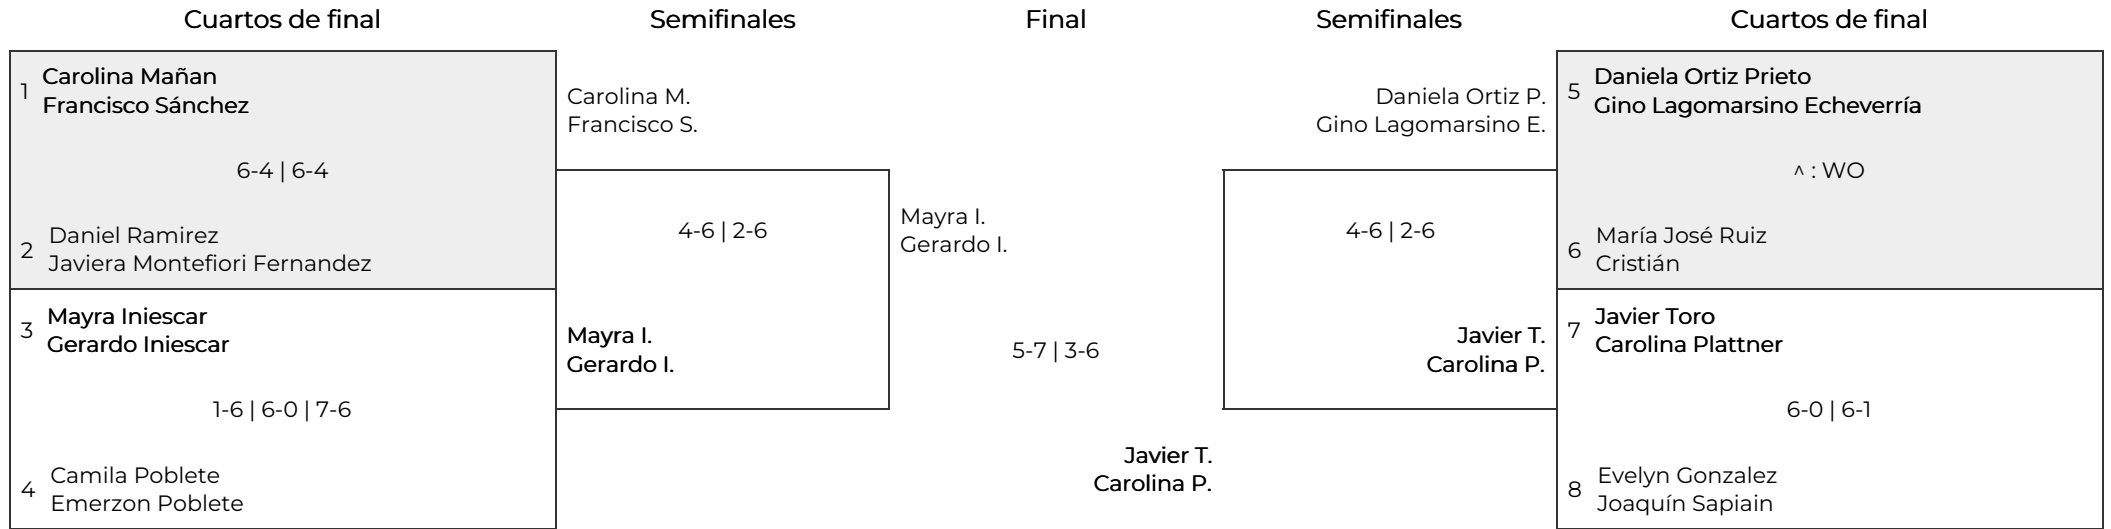 Cuartos de final
Semifinales
Final
Semifinales
Cuartos de final
1
Carolina Mañan
Francisco Sánchez
6-4 | 6-4
2
Daniel Ramirez
Javiera Montefiori Fernandez
3
Mayra Iniescar
Gerardo Iniescar
1-6 | 6-0 | 7-6
4
Camila Poblete
Emerzon Poblete
Carolina M.
Francisco S.
4-6 | 2-6
Mayra I.
Gerardo I.
Mayra I.
Gerardo I.
5-7 | 3-6
Javier T.
Carolina P.
Daniela Ortiz P.
Gino Lagomarsino E.
4-6 | 2-6
Javier T.
Carolina P.
5
Daniela Ortiz Prieto
Gino Lagomarsino Echeverría
^ : WO
6
María José Ruiz
Cristián
7
Javier Toro
Carolina Plattner
6-0 | 6-1
8
Evelyn Gonzalez
Joaquín Sapiain